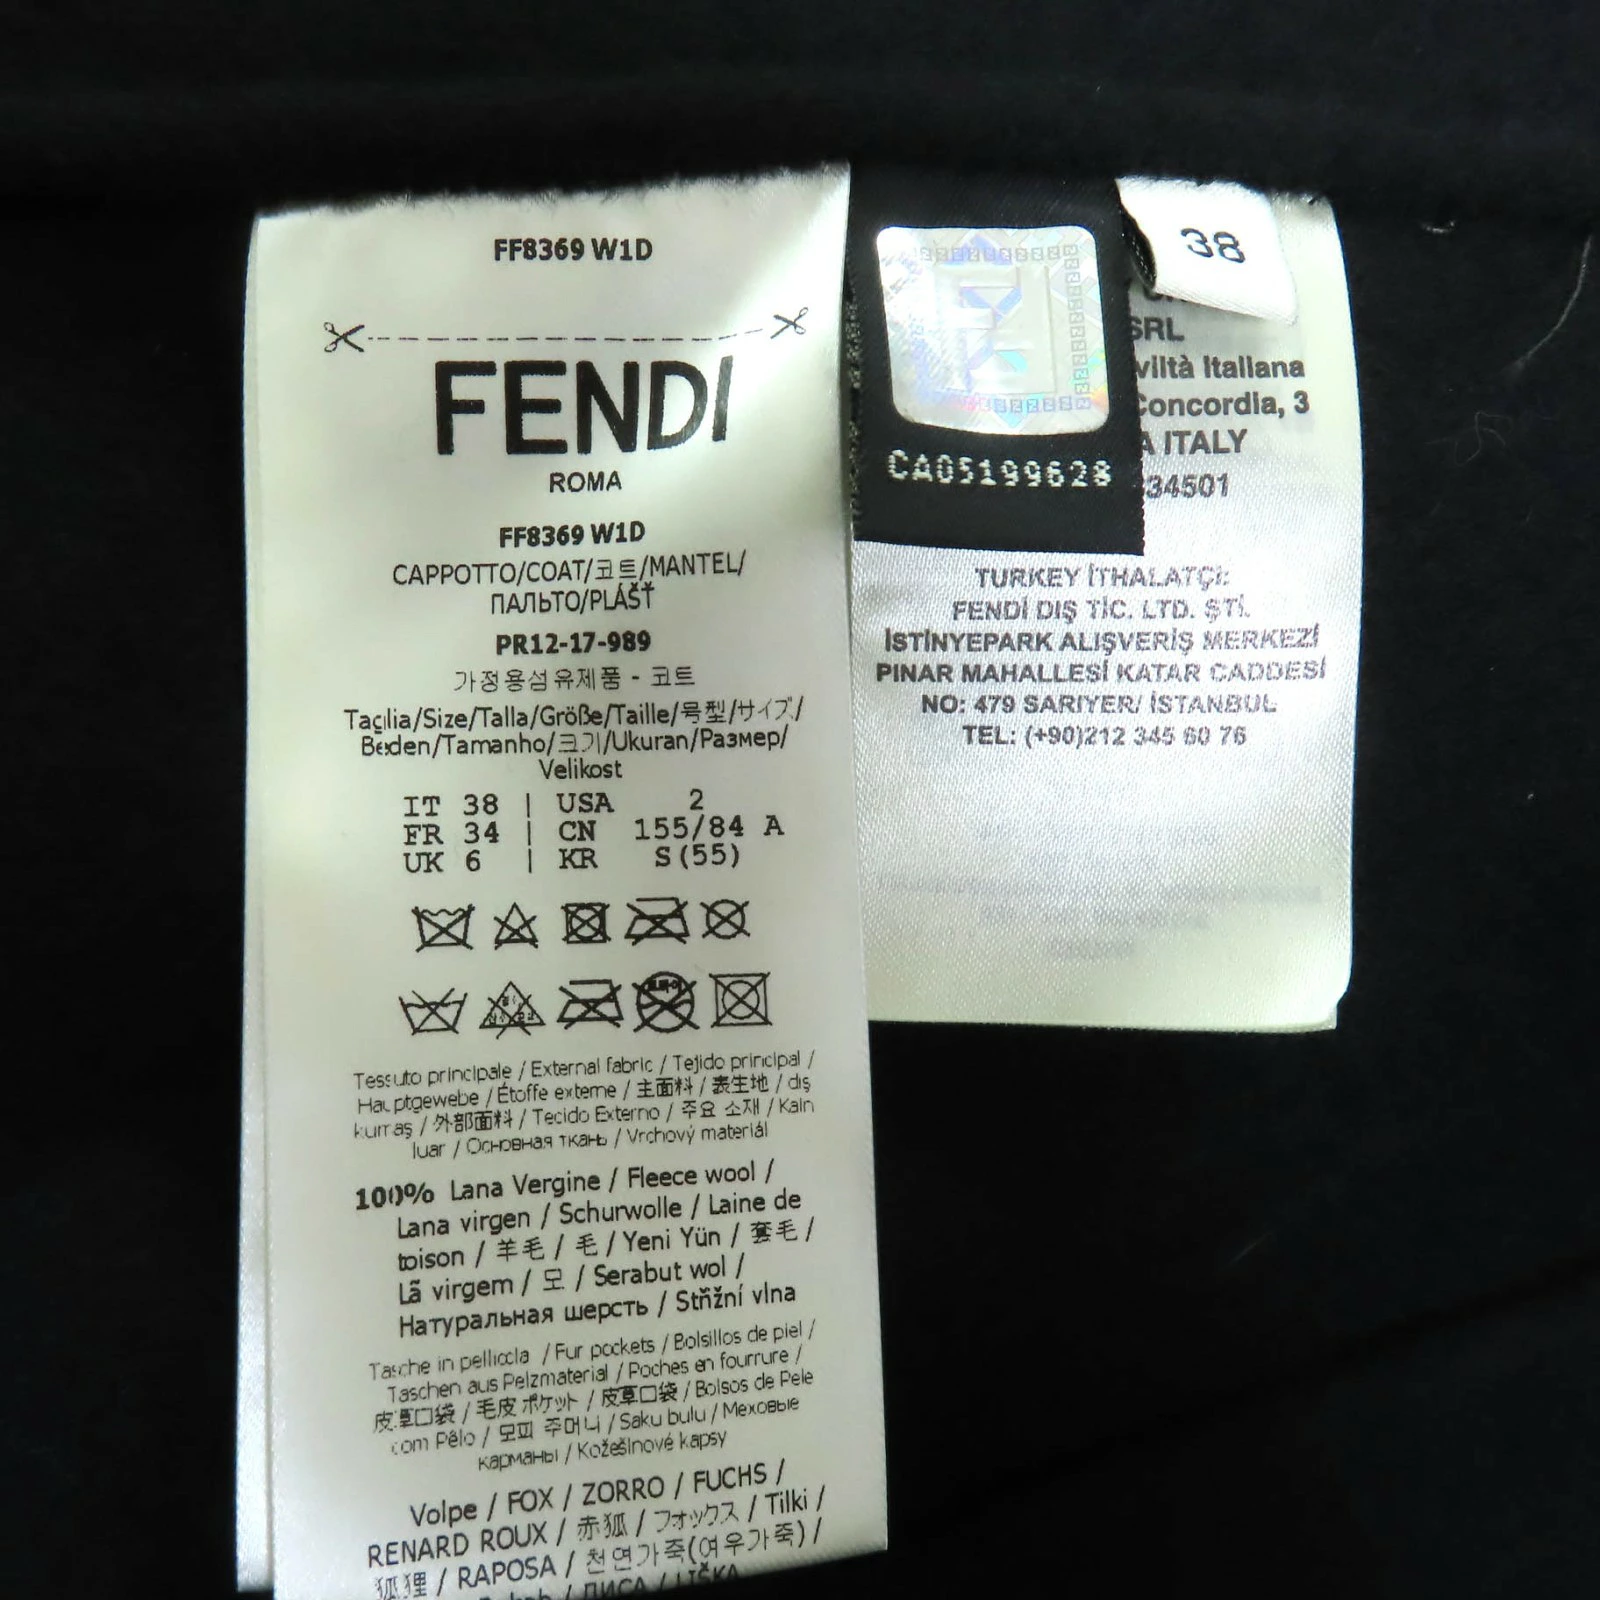 FF8369 W1D
FENDI
ROMA
FF8369 W1D
CAPPOTTO/COAT/코트/MANTEL/
ПАЛЬТО/PLÁŠŤ
PR12-17-989
가정용섬유제품 - 코트
Taglia/Size/Talla/Größe/Taille/号型/サイズ/
Beden/Tamanho/크기/Ukuran/Размер/
Velikost
IT 38 | USA 2
FR 34 | CN 155/84 A
UK 6 | KR S(55)
Tessuto principale / External fabric / Tejido principal /
Hauptgewebe / Étoffe externe / 主面料 / 表生地 / dış
kumaş / 外部面料 / Tecido Externo / 주요 소재 / Kain
luar / Основная ткань / Vrchový materiál
100% Lana Vergine / Fleece wool /
Lana virgen / Schurwolle / Laine de
toison / 羊毛 / 毛 / Yeni Yün / 套毛 /
Lã virgem / 모 / Serabut wol /
Натуральная шерсть / Střižní vlna
Tasche in pelliccia / Fur pockets / Bolsillos de piel /
Taschen aus Pelzmaterial / Poches en fourrure /
皮草口袋 / 毛皮 ポケット / 皮草口袋 / Bolsos de Pele
com Pêlo / 모피 주머니 / Saku bulu / Меховые
карманы / Kožešinové kapsy
Volpe / FOX / ZORRO / FUCHS /
RENARD ROUX / 赤狐 / フォックス / Tilki /
狐狸 / RAPOSA / 천연가죽(여우가죽) /
ЛИСА / LIŠKA
CA05199628
38
SRL
viltà Italiana
Concordia, 3
A ITALY
34501
TURKEY İTHALATÇI:
FENDİ DIŞ TİC. LTD. ŞTİ.
İSTİNYEPARK ALIŞVERİŞ MERKEZİ
PINAR MAHALLESİ KATAR CADDESİ
NO: 479 SARIYER/ İSTANBUL
TEL: (+90)212 345 60 76